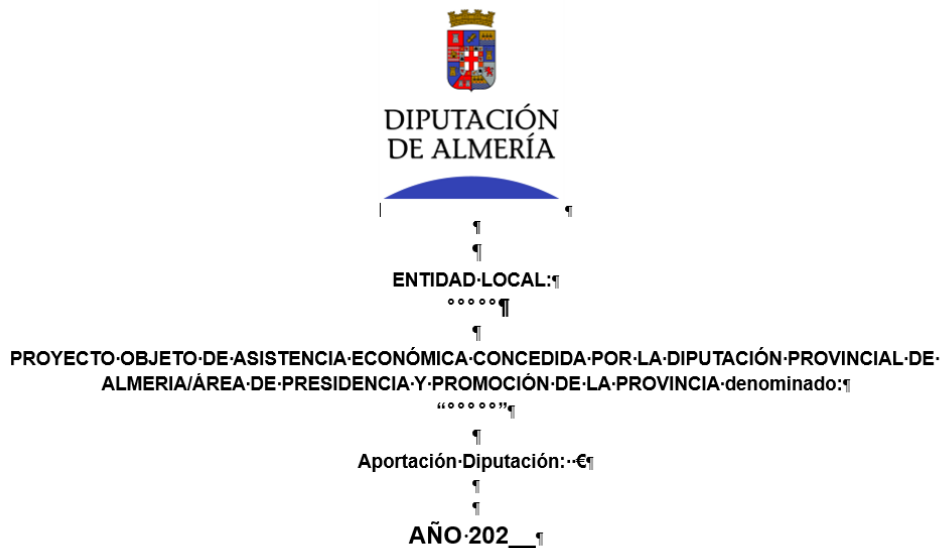 DIPUTACIÓN
DE ALMERÍA
¶
¶
¶
ENTIDAD·LOCAL:¶
°°°°°¶
¶
PROYECTO·OBJETO·DE·ASISTENCIA·ECONÓMICA·CONCEDIDA·POR·LA·DIPUTACIÓN·PROVINCIAL·DE·
ALMERIA/ÁREA·DE·PRESIDENCIA·Y·PROMOCIÓN·DE·LA·PROVINCIA·denominado:¶
“°°°°°”¶
¶
Aportación·Diputación:··€¶
¶
¶
AÑO·202__¶